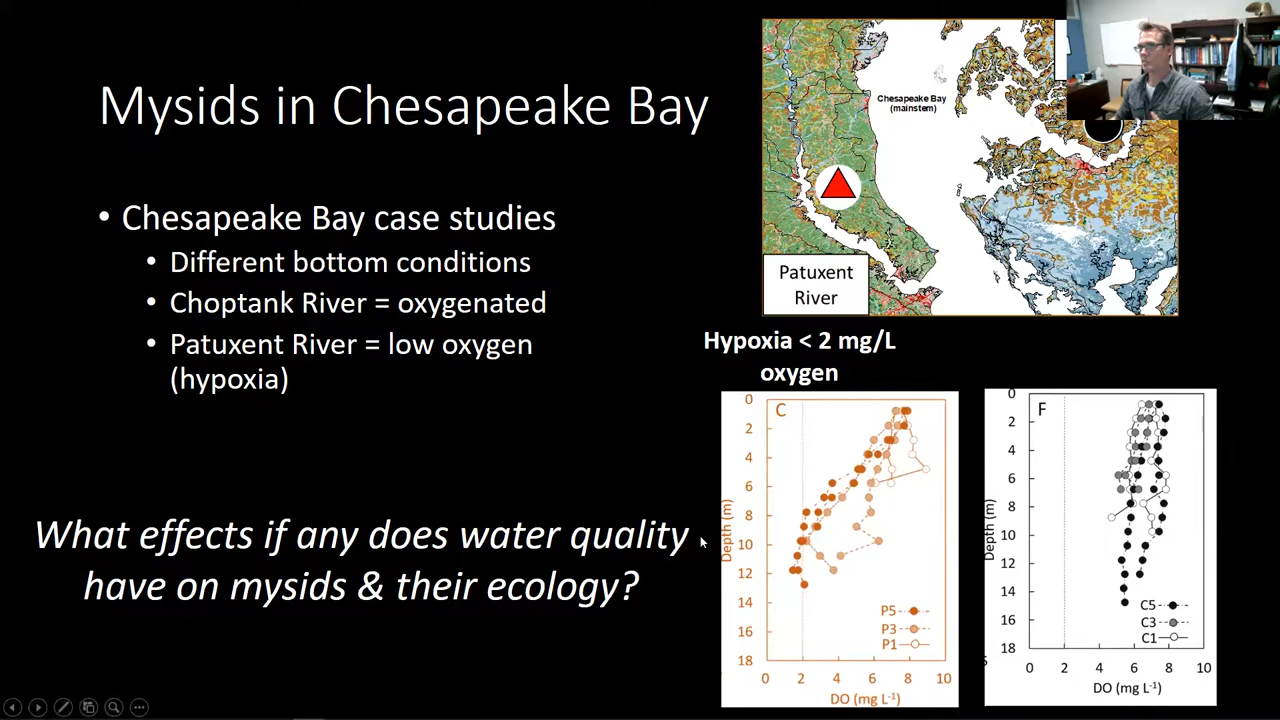 Mysids in Chesapeake Bay
• Chesapeake Bay case studies
• Different bottom conditions
• Choptank River = oxygenated
• Patuxent River = low oxygen
(hypoxia)
What effects if any does water quality
have on mysids & their ecology?
Chesapeake Bay
(mainstem)
Patuxent
River
Hypoxia < 2 mg/L
oxygen
C
0
2
4
6
8
10
12
14
16
18
Depth (m)
P5
P3
P1
0 2 4 6 8 10
DO (mg L-1)
F
0
2
4
6
8
10
12
14
16
18
Depth (m)
C5
C3
C1
0 2 4 6 8 10
DO (mg L-1)